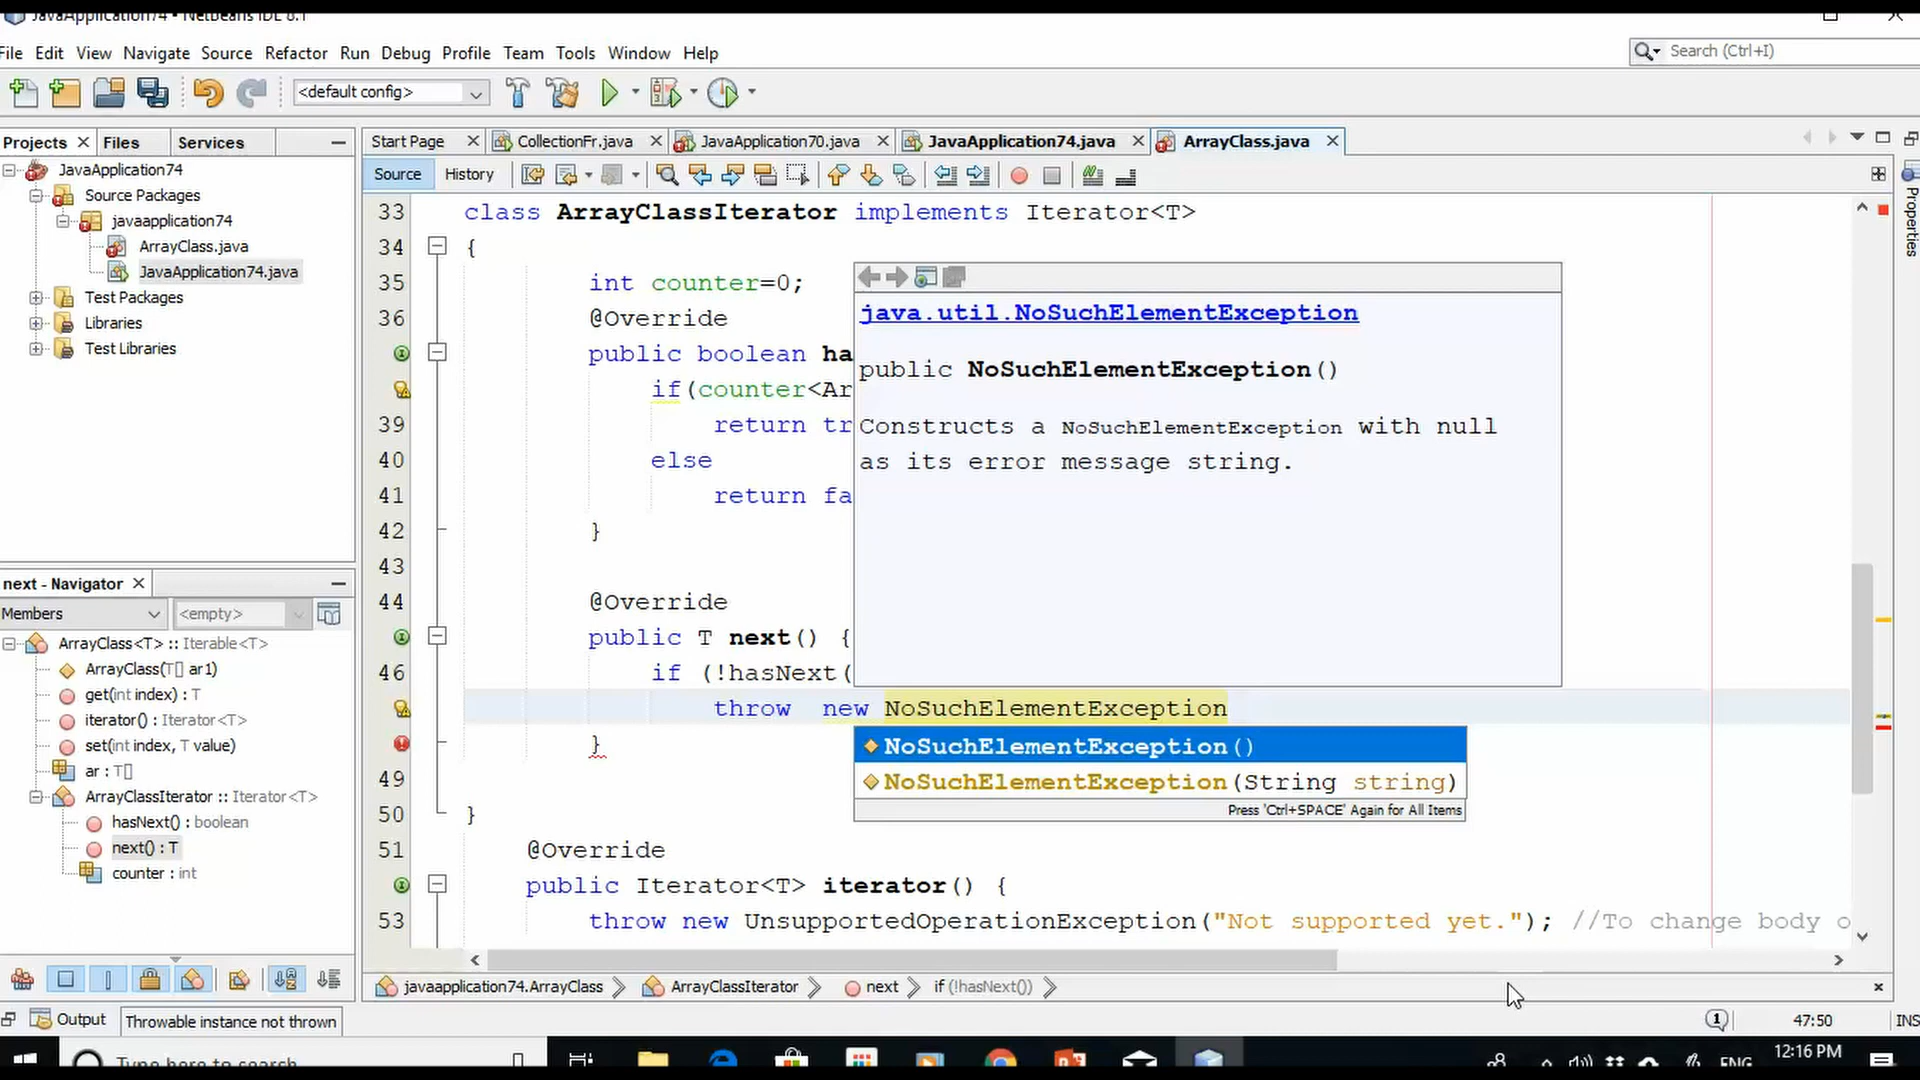 JavaApplication74 - NetBeans IDE 8.1
File Edit View Navigate Source Refactor Run Debug Profile Team Tools Window Help
Search (Ctrl+I)
<default config>
Projects Files Services
Start Page CollectionFr.java JavaApplication70.java JavaApplication74.java ArrayClass.java
Source History
JavaApplication74
Source Packages
javaapplication74
ArrayClass.java
JavaApplication74.java
Test Packages
Libraries
Test Libraries
33 class ArrayClassIterator implements Iterator<T>
34 {
35 int counter=0;
36 @Override
public boolean ha
if(counter<Ar
39 return tr
40 else
41 return fa
42 }
43
44 @Override
public T next() {
46 if (!hasNext(
throw  new NoSuchElementException
}
49
50 }
51 @Override
public Iterator<T> iterator() {
53 throw new UnsupportedOperationException("Not supported yet."); //To change body o
java.util.NoSuchElementException
public NoSuchElementException()
Constructs a NoSuchElementException with null
as its error message string.
NoSuchElementException()
NoSuchElementException(String string)
Press 'Ctrl+SPACE' Again for All Items
Properties
next - Navigator
Members <empty>
ArrayClass<T> :: Iterable<T>
ArrayClass(T[] ar1)
get(int index) : T
iterator() : Iterator<T>
set(int index, T value)
ar : T[]
ArrayClassIterator :: Iterator<T>
hasNext() : boolean
next() : T
counter : int
javaapplication74.ArrayClass ArrayClassIterator next if (!hasNext())
Output Throwable instance not thrown
1 47:50 INS
Type here to search
ENG 12:16 PM